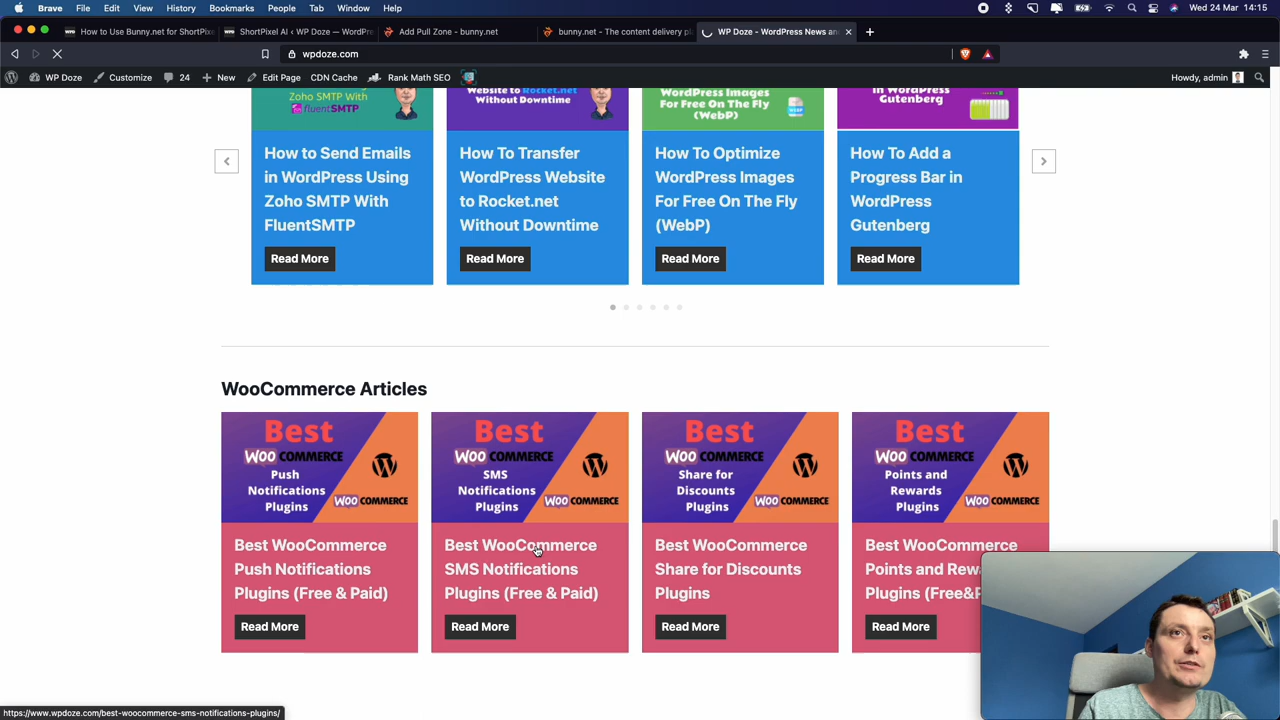 Brave File Edit View History Bookmarks People Tab Window Help
Wed 24 Mar 14:15
How to Use Bunny.net for ShortPixe
ShortPixel AI ‹ WP Doze — WordPre
Add Pull Zone - bunny.net
bunny.net - The content delivery pl
WP Doze - WordPress News an
wpdoze.com
WP Doze Customize 24 New Edit Page CDN Cache Rank Math SEO
Howdy, admin
Zoho SMTP With
fluentSMTP
Website to Rocket.net
Without Downtime
WordPress Images
For Free On The Fly
(WebP)
in WordPress
Gutenberg
How to Send Emails
in WordPress Using
Zoho SMTP With
FluentSMTP
Read More
How To Transfer
WordPress Website
to Rocket.net
Without Downtime
Read More
How To Optimize
WordPress Images
For Free On The Fly
(WebP)
Read More
How To Add a
Progress Bar in
WordPress
Gutenberg
Read More
WooCommerce Articles
Best
WOO COMMERCE
Push
Notifications
Plugins
WOO COMMERCE
Best WooCommerce
Push Notifications
Plugins (Free & Paid)
Read More
Best
WOO COMMERCE
SMS
Notifications
Plugins
WOO COMMERCE
Best WooCommerce
SMS Notifications
Plugins (Free & Paid)
Read More
Best
WOO COMMERCE
Share for
Discounts
Plugins
WOO COMMERCE
Best WooCommerce
Share for Discounts
Plugins
Read More
Best
WOO COMMERCE
Points and
Rewards
Plugins
WOO COMMERCE
Best WooCommerce
Points and Rew
Plugins (Free&P
Read More
https://www.wpdoze.com/best-woocommerce-sms-notifications-plugins/